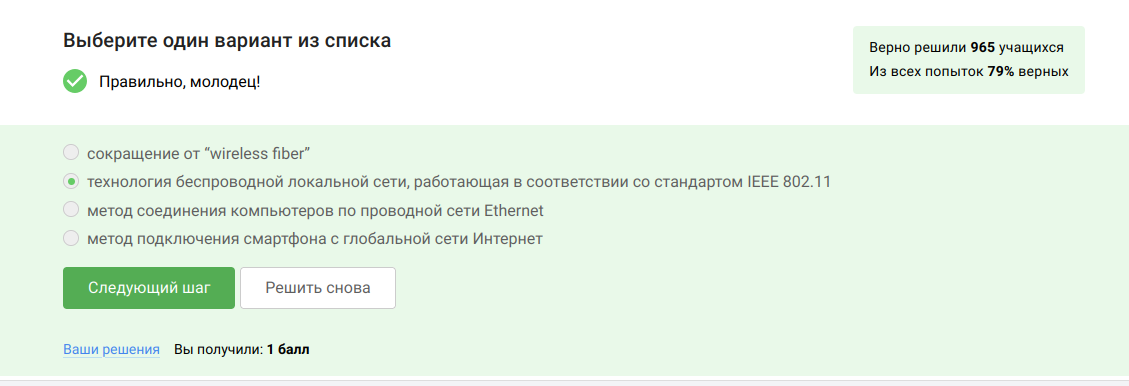 Выберите один вариант из списка
Правильно, молодец!
Верно решили 965 учащихся
Из всех попыток 79% верных
сокращение от “wireless fiber”
технология беспроводной локальной сети, работающая в соответствии со стандартом IEEE 802.11
метод соединения компьютеров по проводной сети Ethernet
метод подключения смартфона с глобальной сети Интернет
Следующий шаг
Решить снова
Ваши решения Вы получили: 1 балл